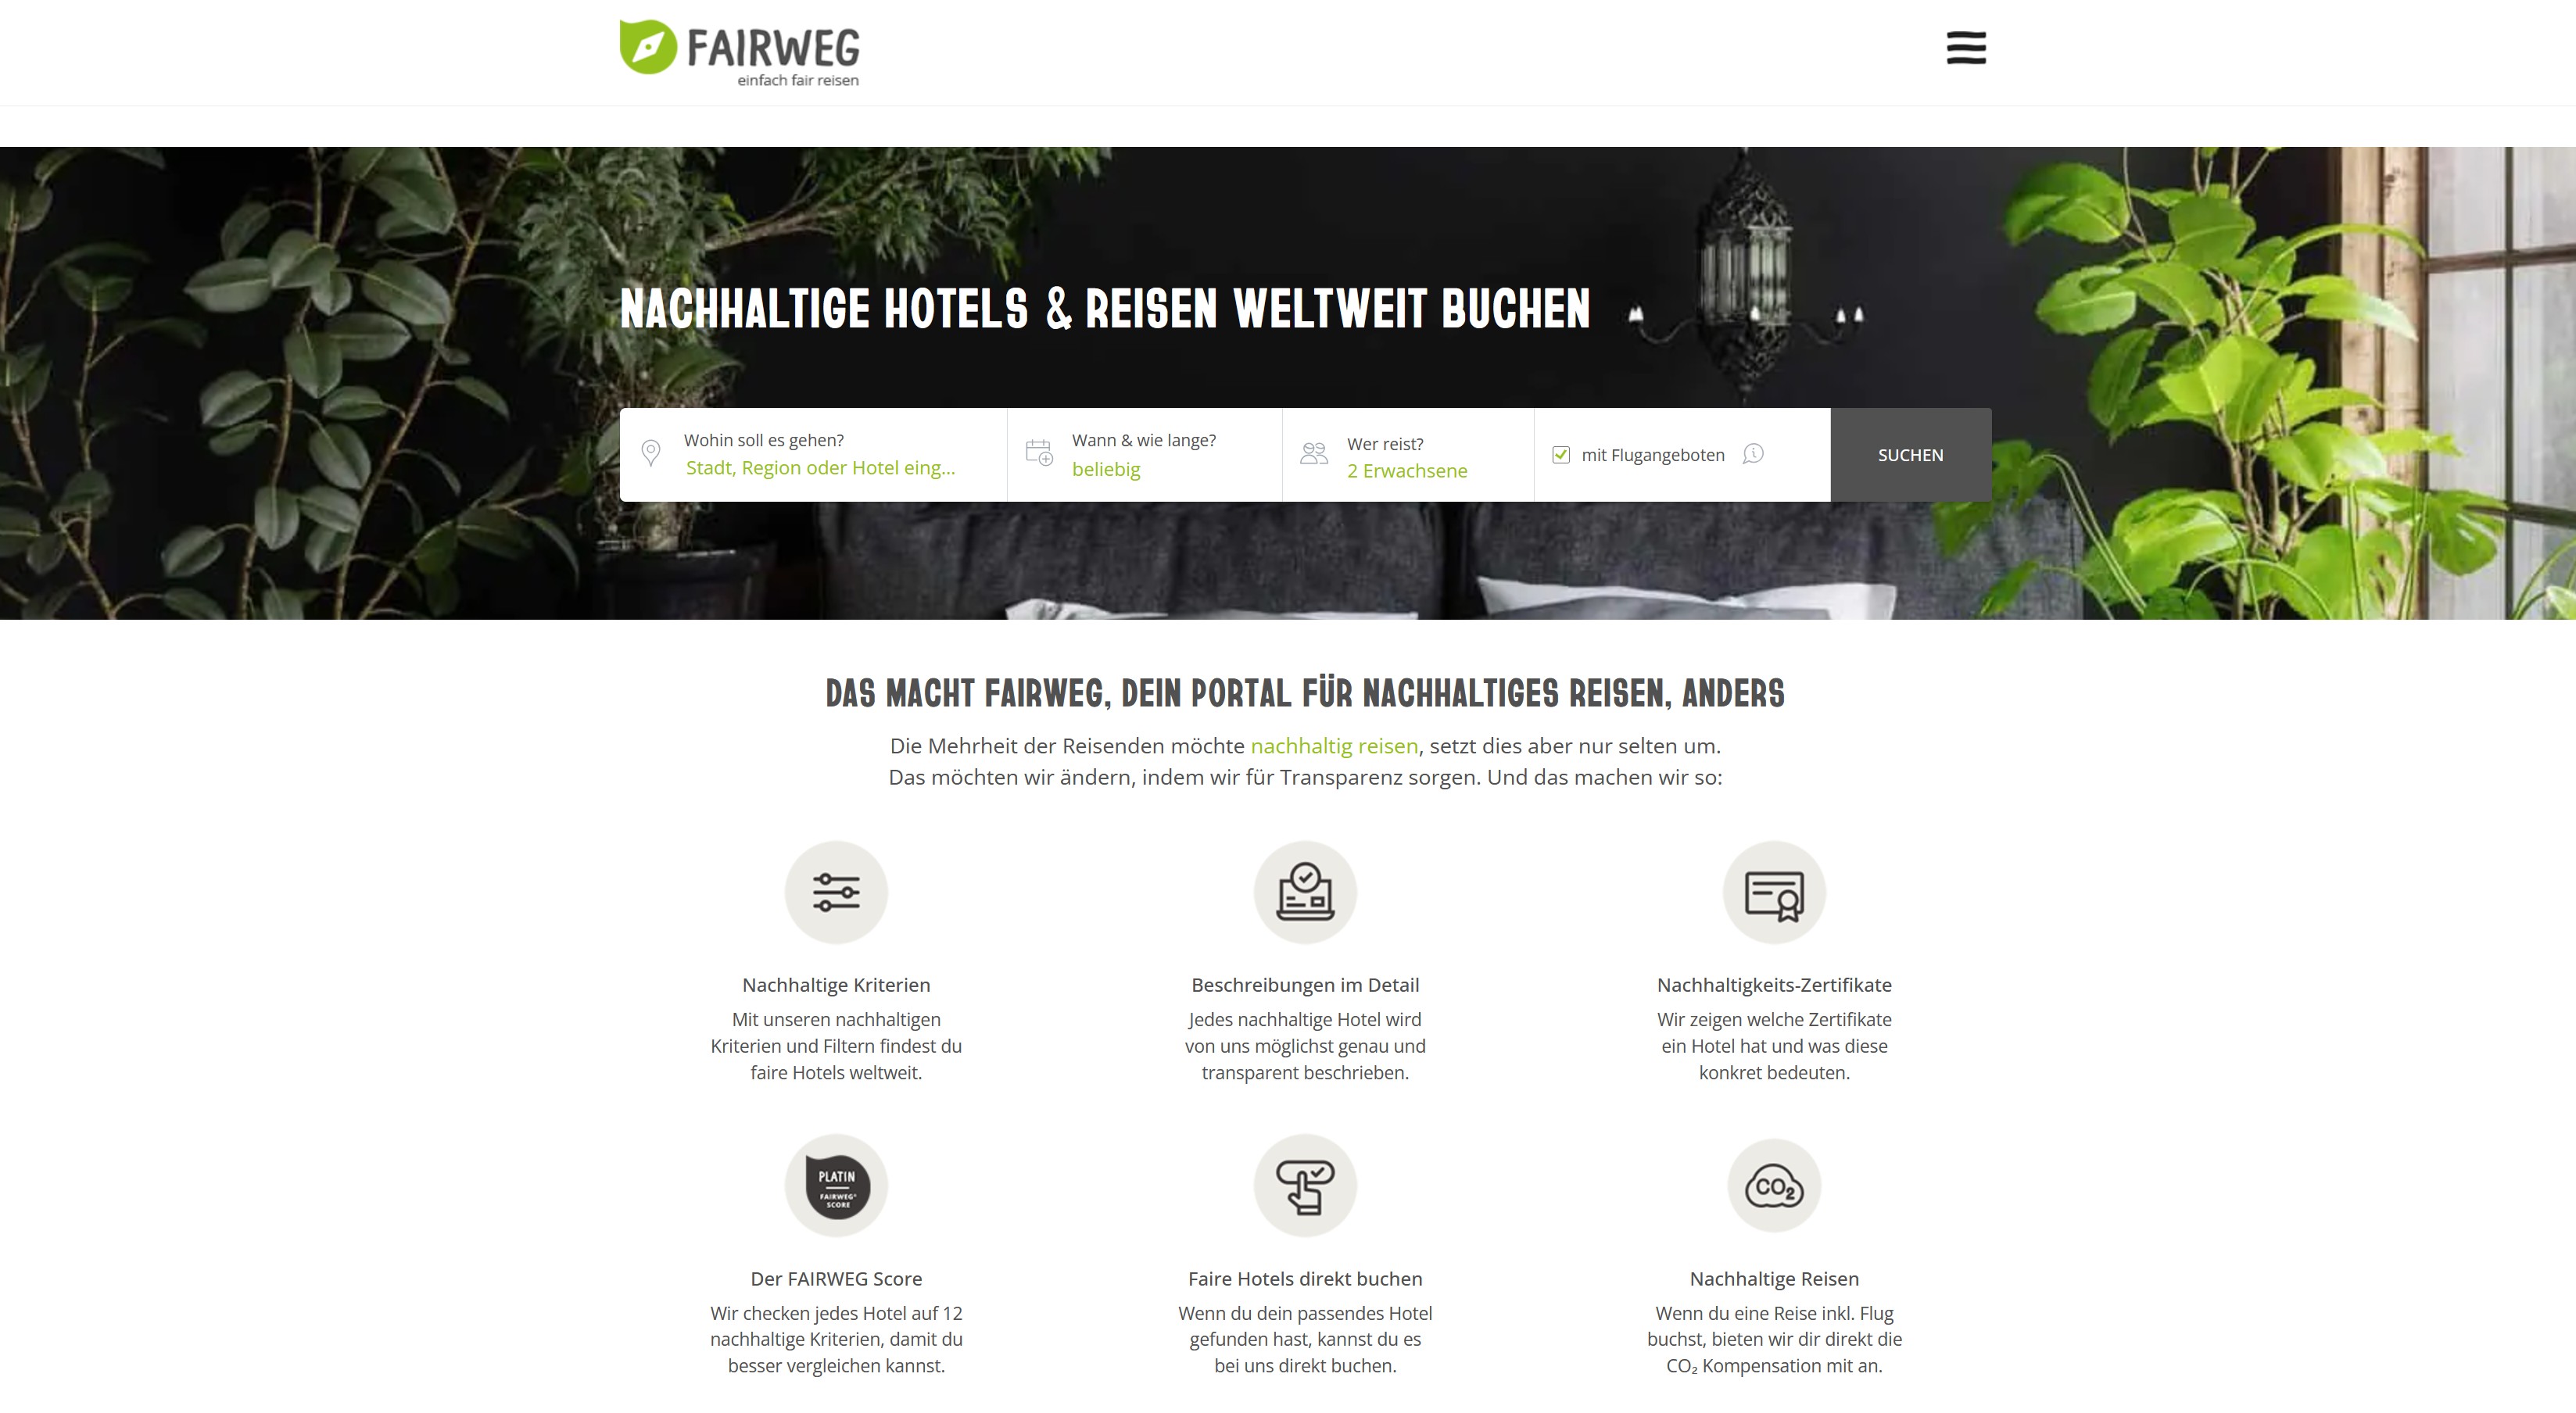 FAIRWEG
einfach fair reisen
NACHHALTIGE HOTELS & REISEN WELTWEIT BUCHEN
Wohin soll es gehen?
Stadt, Region oder Hotel eing...
Wann & wie lange?
beliebig
Wer reist?
2 Erwachsene
mit Flugangeboten
SUCHEN
DAS MACHT FAIRWEG, DEIN PORTAL FÜR NACHHALTIGES REISEN, ANDERS
Die Mehrheit der Reisenden möchte nachhaltig reisen, setzt dies aber nur selten um.
Das möchten wir ändern, indem wir für Transparenz sorgen. Und das machen wir so:
Nachhaltige Kriterien
Mit unseren nachhaltigen
Kriterien und Filtern findest du
faire Hotels weltweit.
Beschreibungen im Detail
Jedes nachhaltige Hotel wird
von uns möglichst genau und
transparent beschrieben.
Nachhaltigkeits-Zertifikate
Wir zeigen welche Zertifikate
ein Hotel hat und was diese
konkret bedeuten.
PLATIN
FAIRWEG®
SCORE
Der FAIRWEG Score
Wir checken jedes Hotel auf 12
nachhaltige Kriterien, damit du
besser vergleichen kannst.
Faire Hotels direkt buchen
Wenn du dein passendes Hotel
gefunden hast, kannst du es
bei uns direkt buchen.
CO₂
Nachhaltige Reisen
Wenn du eine Reise inkl. Flug
buchst, bieten wir dir direkt die
CO₂ Kompensation mit an.